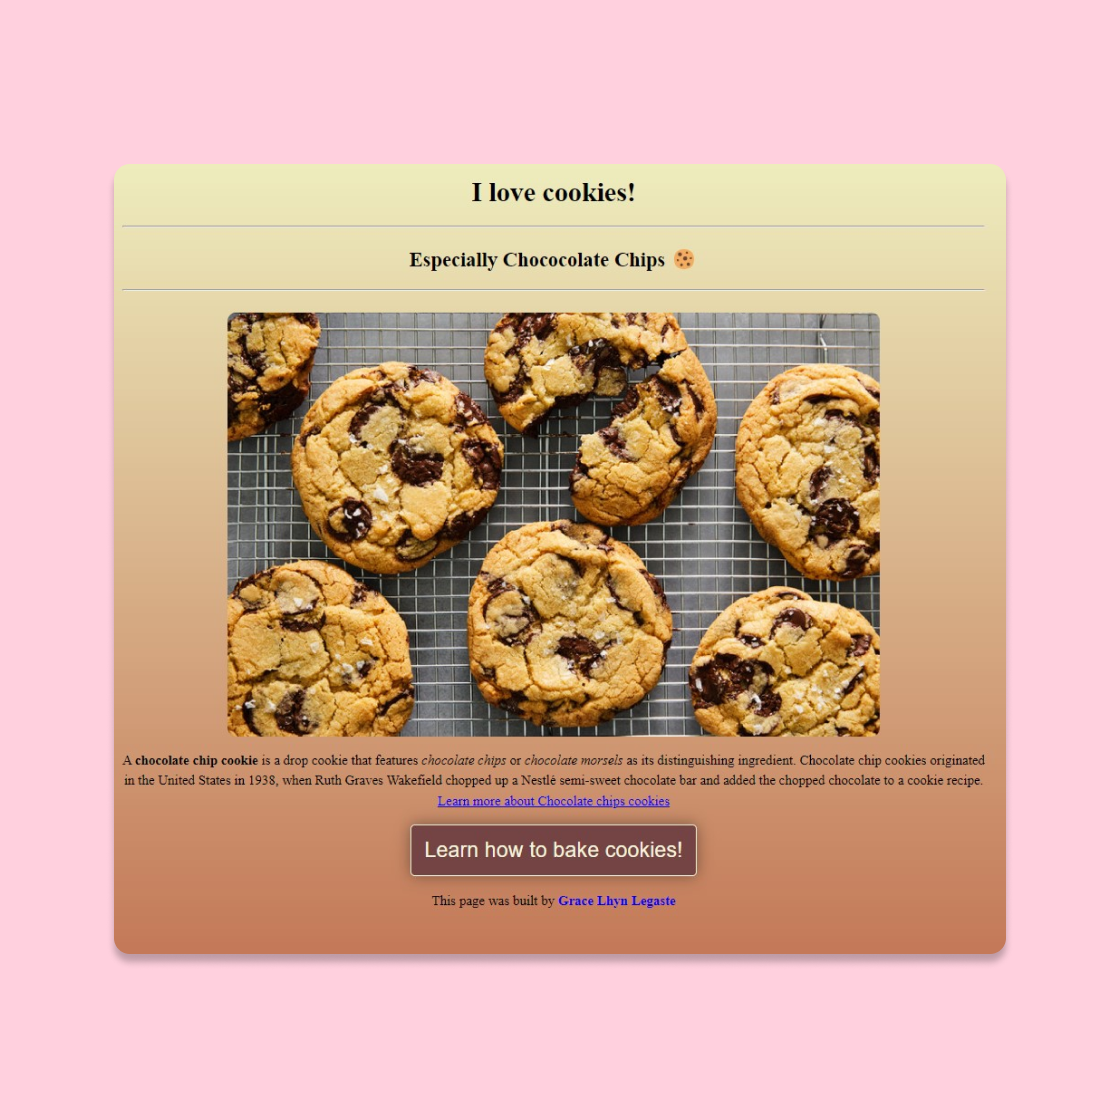 I love cookies!
Especially Chococolate Chips 🍪
A chocolate chip cookie is a drop cookie that features chocolate chips or chocolate morsels as its distinguishing ingredient. Chocolate chip cookies originated
in the United States in 1938, when Ruth Graves Wakefield chopped up a Nestlé semi-sweet chocolate bar and added the chopped chocolate to a cookie recipe.
Learn more about Chocolate chips cookies
Learn how to bake cookies!
This page was built by Grace Lhyn Legaste